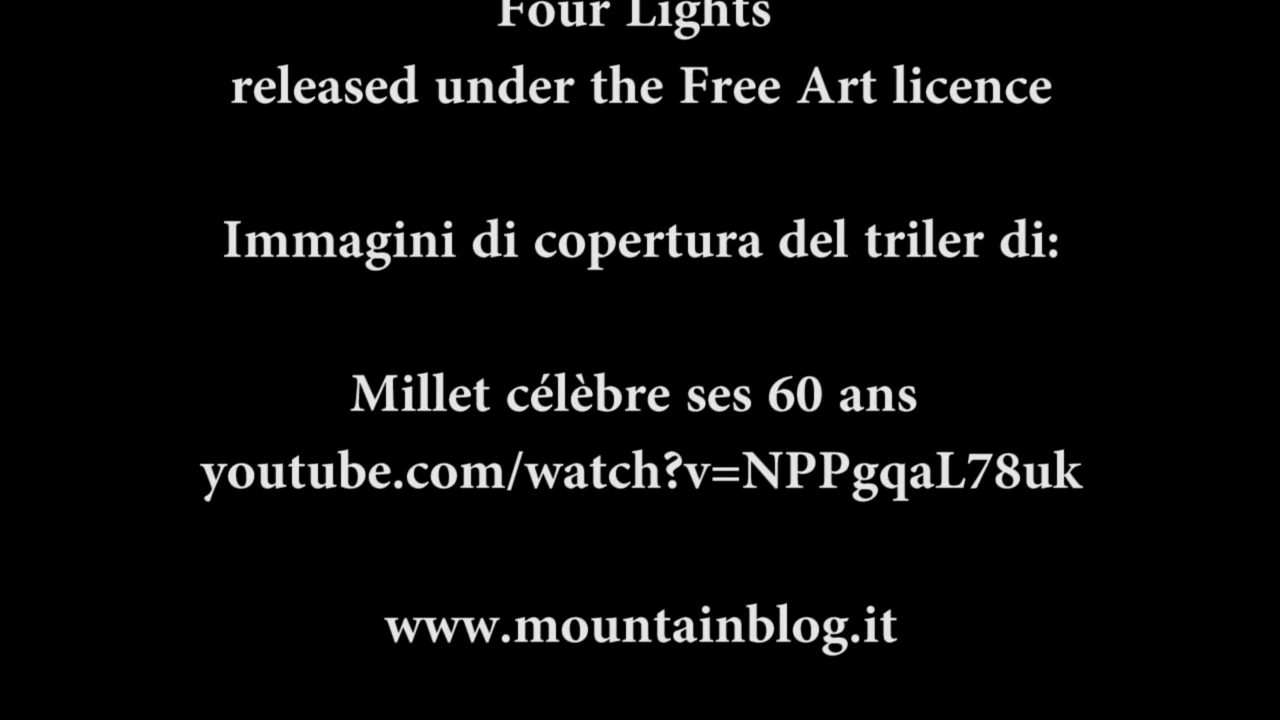 Four Lights
released under the Free Art licence
Immagini di copertura del triler di:
Millet célèbre ses 60 ans
youtube.com/watch?v=NPPgqaL78uk
www.mountainblog.it